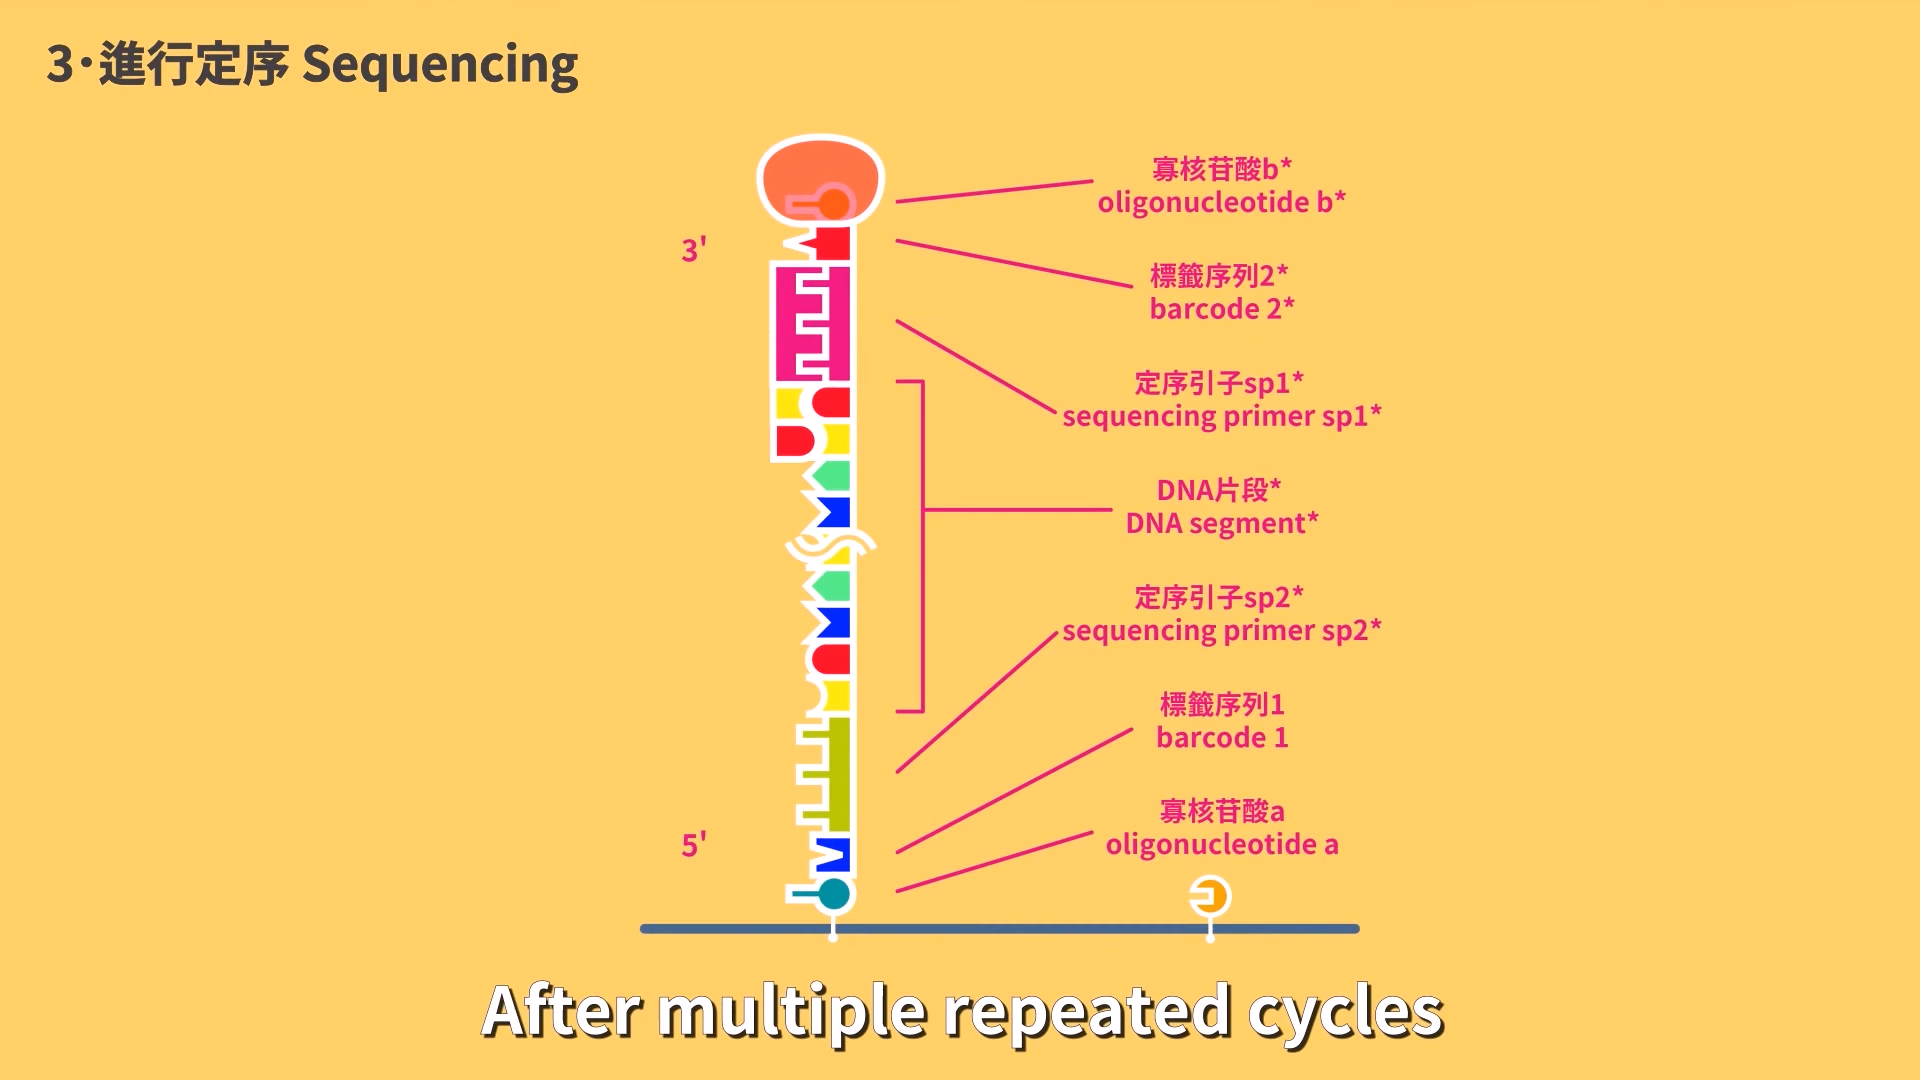 3·進行定序 Sequencing
寡核苷酸b*
oligonucleotide b*
3'
標籤序列2*
barcode 2*
定序引子sp1*
sequencing primer sp1*
DNA片段*
DNA segment*
定序引子sp2*
sequencing primer sp2*
標籤序列1
barcode 1
寡核苷酸a
5'
oligonucleotide a
After multiple repeated cycles